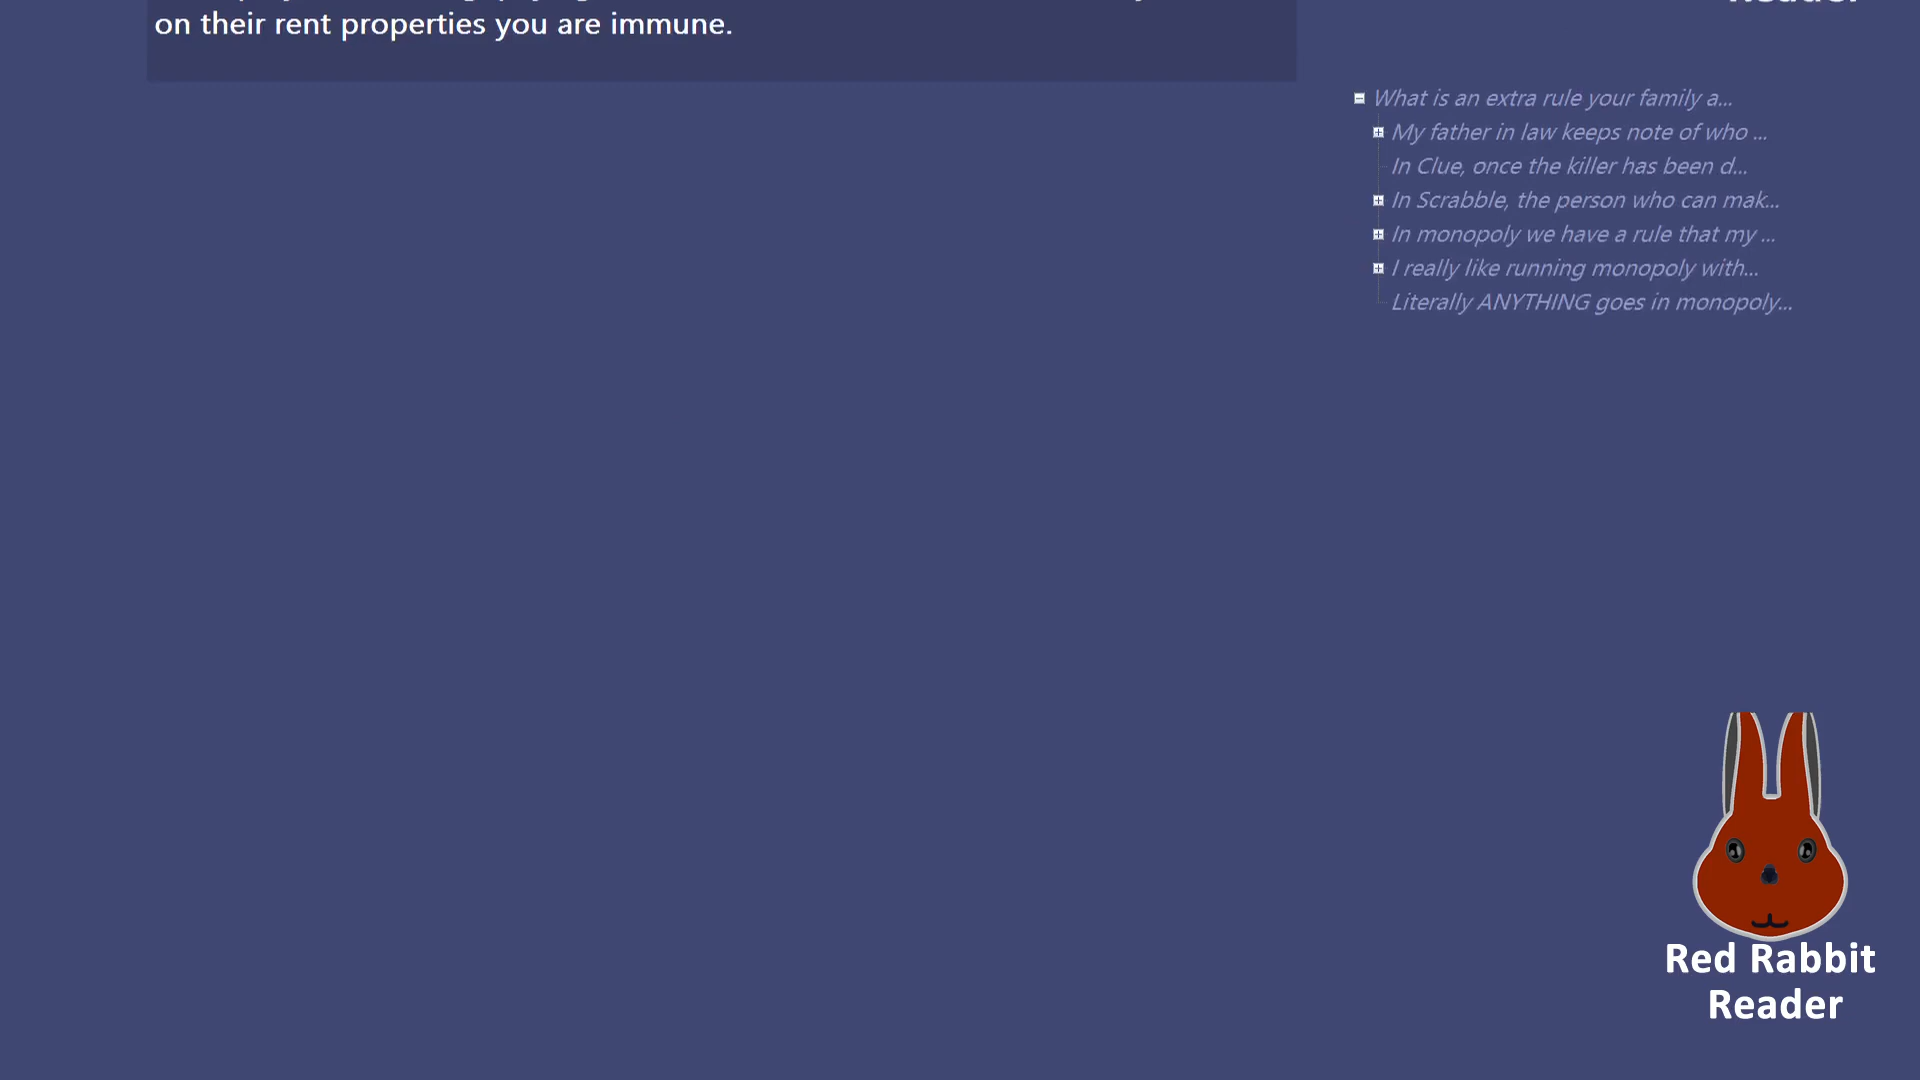 on their rent properties you are immune.
What is an extra rule your family a...
My father in law keeps note of who ...
In Clue, once the killer has been d...
In Scrabble, the person who can mak...
In monopoly we have a rule that my ...
I really like running monopoly with...
Literally ANYTHING goes in monopoly...
Red Rabbit
Reader